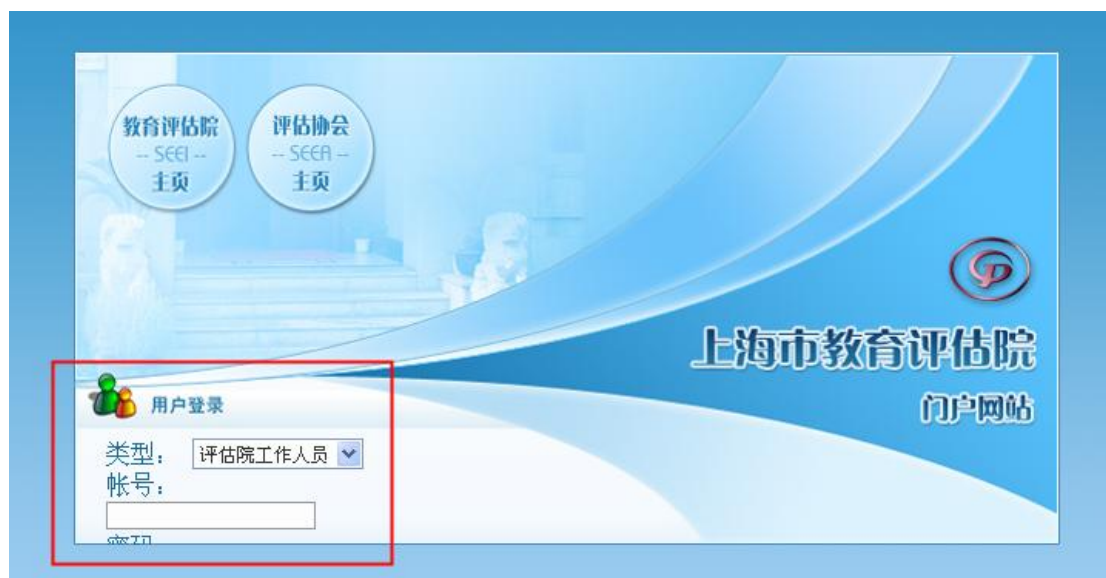 教育评估院
-- SEEI --
主页
评估协会
-- SEEA --
主页
上海市教育评估院
门户网站
用户登录
类型：
评估院工作人员
帐号：